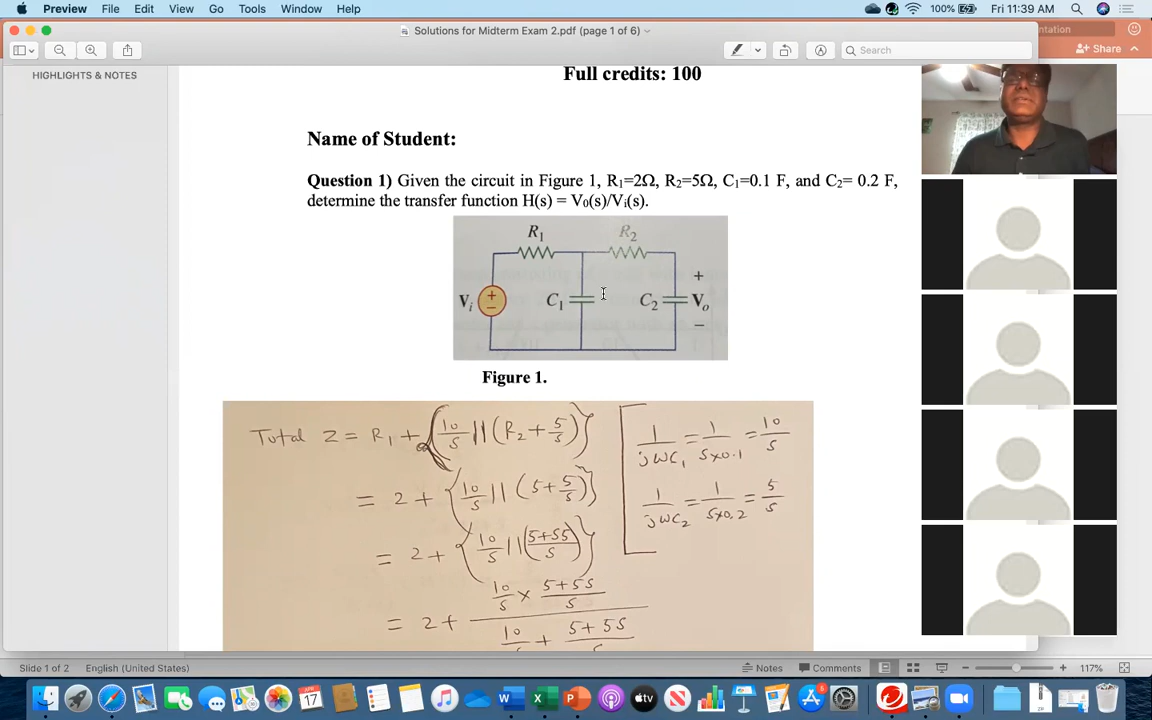 Preview File Edit View Go Tools Window Help 100% Fri 11:39 AM
Solutions for Midterm Exam 2.pdf (page 1 of 6)
Search
Share
HIGHLIGHTS & NOTES
Full credits: 100
Name of Student:
Question 1) Given the circuit in Figure 1, R₁=2Ω, R₂=5Ω, C₁=0.1 F, and C₂= 0.2 F,
determine the transfer function H(s) = V₀(s)/Vᵢ(s).
R₁ R₂
Vᵢ + − C₁ C₂ + Vₒ −
Figure 1.
Total Z = R₁ + {10/s || (R₂ + 5/s)}
= 2 + {10/s || (5 + 5/s)}
= 2 + {10/s || (5+5s/s)}
= 2 + 10/s × 5+5s/s
10/s + 5+5s/s
1/jωC₁ = 1/s×0.1 = 10/s
1/jωC₂ = 1/s×0.2 = 5/s
Slide 1 of 2 English (United States) Notes Comments 117%
APR 17